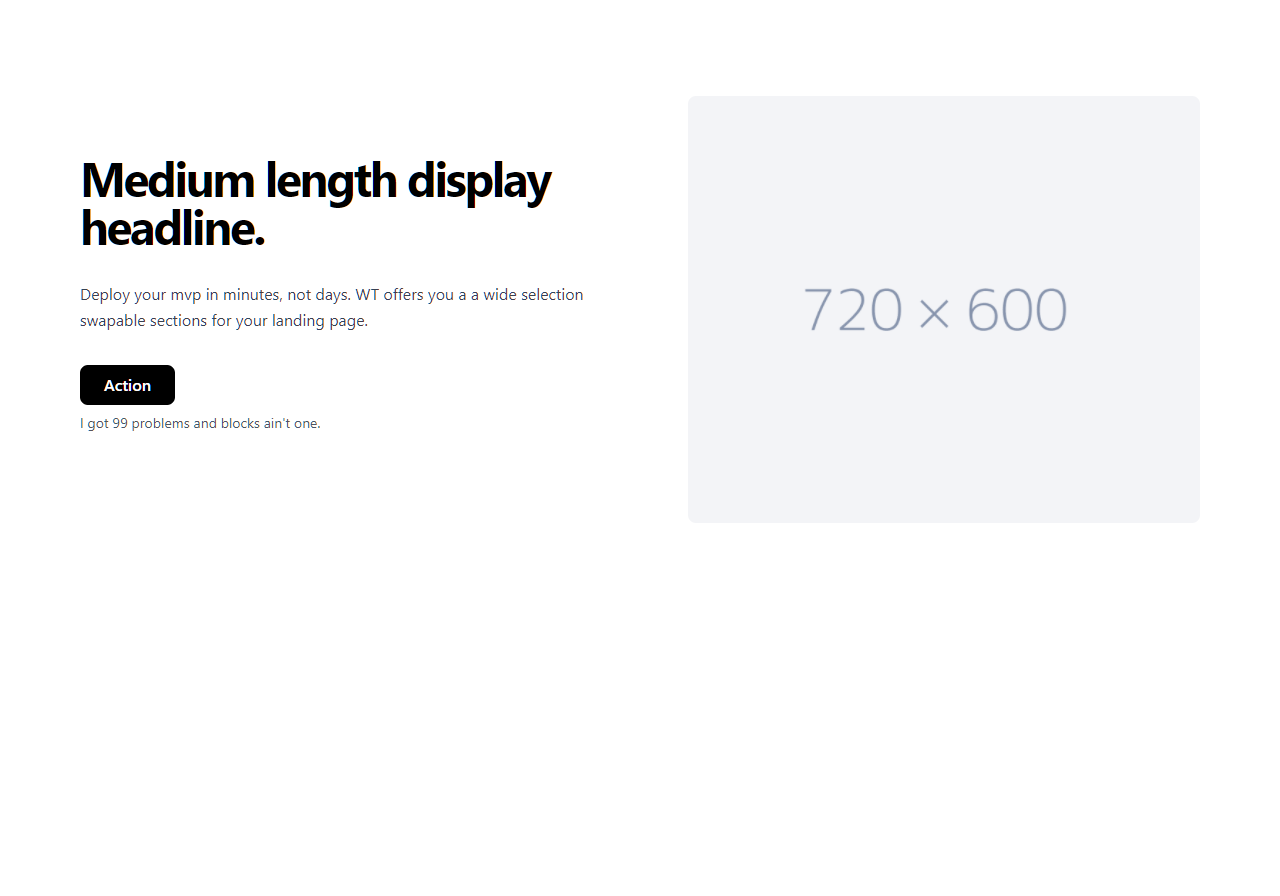 Medium length display
headline.
Deploy your mvp in minutes, not days. WT offers you a a wide selection
swapable sections for your landing page.
Action
I got 99 problems and blocks ain't one.
720 × 600